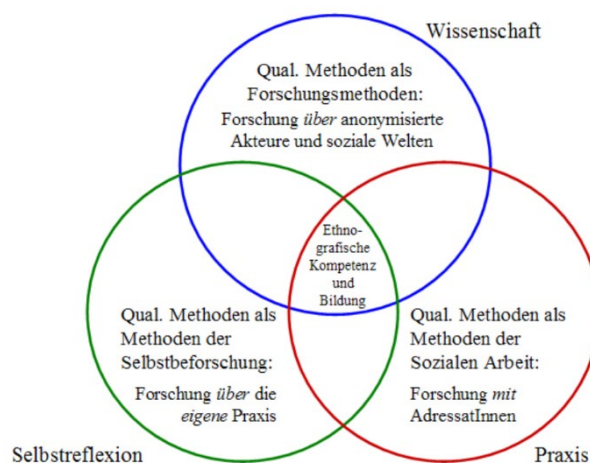 Wissenschaft
Qual. Methoden als
Forschungsmethoden:
Forschung über anonymisierte
Akteure und soziale Welten
Ethno-
grafische
Kompetenz
und
Bildung
Qual. Methoden als
Methoden der
Selbstbeforschung:
Forschung über die
eigene Praxis
Qual. Methoden als
Methoden der
Sozialen Arbeit:
Forschung mit
AdressatInnen
Selbstreflexion
Praxis